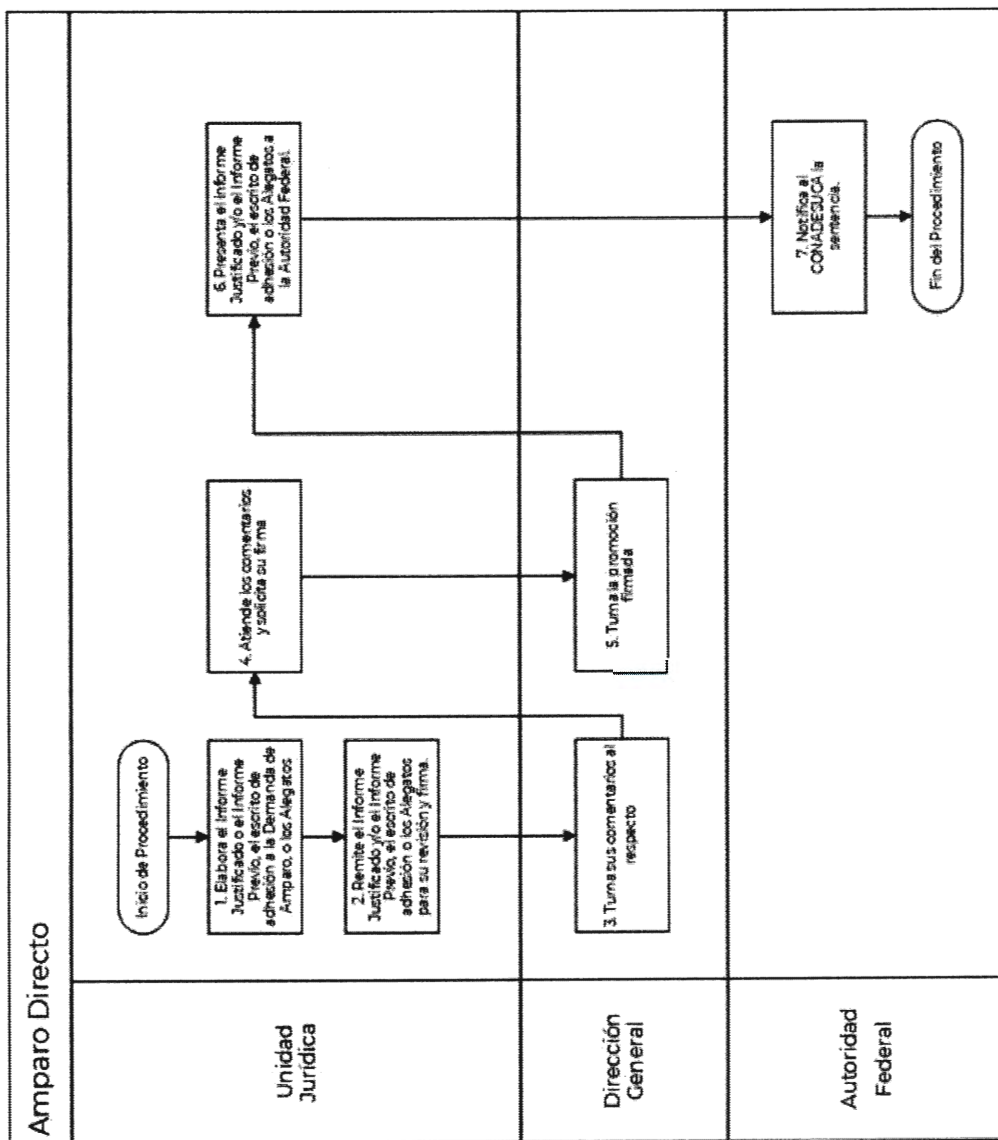 Amparo Directo
Unidad
Jurídica
Inicio de Procedimiento
1. Elabora el Informe
Justificado o el Informe
Previo, el escrito de
adhesión a la Demanda de
Amparo, o los Alegatos
2. Remite el Informe
Justificado y/o el Informe
Previo, el escrito de
adhesión o los Alegatos
para su revisión y firma.
Dirección
General
3. Turna sus comentarios al
respecto
4. Atiende los comentarios
y solicita su firma
5. Turna la promoción
firmada
6. Presenta el Informe
Justificado y/o el Informe
Previo, el escrito de
adhesión o los Alegatos a
la Autoridad Federal.
Autoridad
Federal
7. Notifica al
CONADESUCA la
sentencia.
Fin del Procedimiento